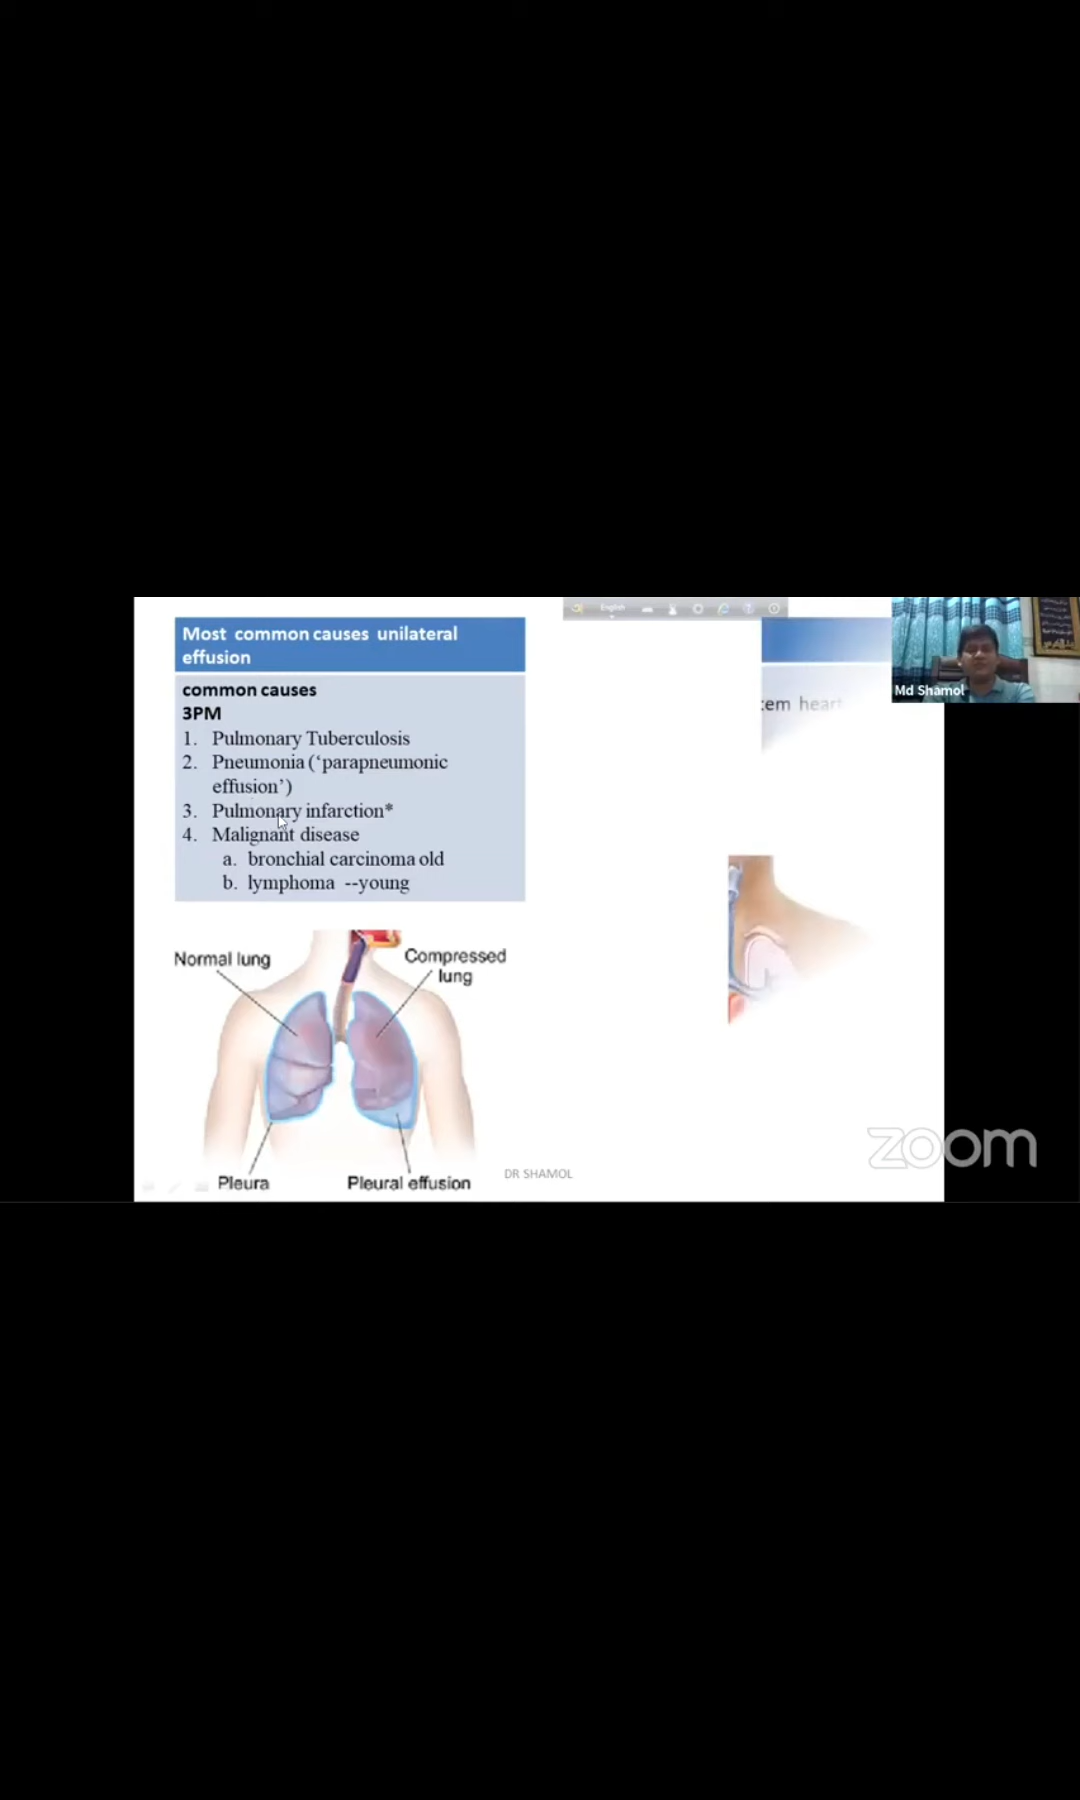 Most common causes unilateral
effusion
common causes
3PM
1. Pulmonary Tuberculosis
2. Pneumonia (‘parapneumonic
effusion’)
3. Pulmonary infarction*
4. Malignant disease
a. bronchial carcinoma old
b. lymphoma --young
Normal lung
Compressed
lung
Pleura
Pleural effusion
DR SHAMOL
English
heart
Md Shamol
zoom